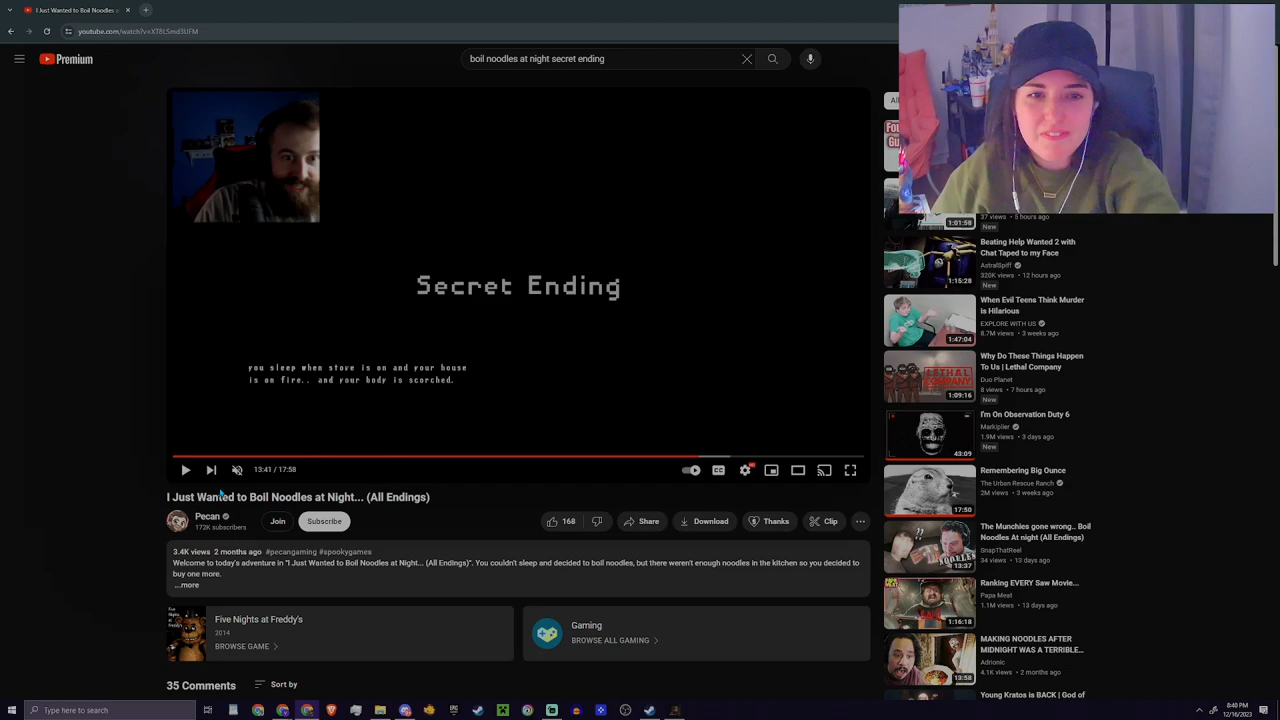 I Just Wanted to Boil Noodles a
youtube.com/watch?v=XT8LSmd3UFM
Premium
boil noodles at night secret ending
All
Secret Ending
you sleep when stove is on and your house
is on fire.. and your body is scorched.
13:41 / 17:58
CC
I Just Wanted to Boil Noodles at Night... (All Endings)
Pecan
172K subscribers
Join
Subscribe
168
Share
Download
Thanks
Clip
3.4K views 2 months ago #pecangaming #spookygames
Welcome to today's adventure in "I Just Wanted to Boil Noodles at Night... (All Endings)". You couldn't sleep and desired to boil noodles, but there weren't enough noodles in the kitchen so you decided to
buy one more.
...more
Five Nights at Freddy's
2014
BROWSE GAME
Gaming
BROWSE ALL GAMING
35 Comments
by
37 views • 5 hours ago
New
1:01:58
Beating Help Wanted 2 with
Chat Taped to my Face
AstralSpiff
320K views • 12 hours ago
New
1:15:28
When Evil Teens Think Murder
is Hilarious
EXPLORE WITH US
8.7M views • 3 weeks ago
1:47:04
Why Do These Things Happen
To Us | Lethal Company
Duo Planet
8 views • 7 hours ago
New
LETHAL
COMPANY
1:09:16
I'm On Observation Duty 6
Markiplier
1.9M views • 3 days ago
New
43:09
Remembering Big Ounce
The Urban Rescue Ranch
2M views • 3 weeks ago
17:50
The Munchies gone wrong.. Boil
Noodles At night (All Endings)
SnapThatReel
34 views • 13 days ago
13:37
Ranking EVERY Saw Movie...
Papa Meat
1.1M views • 13 days ago
1:16:18
MAKING NOODLES AFTER
MIDNIGHT WAS A TERRIBLE...
Adrionic
4.1K views • 2 months ago
13:58
Young Kratos is BACK | God of
Type here to search
8:40 PM
12/16/2023